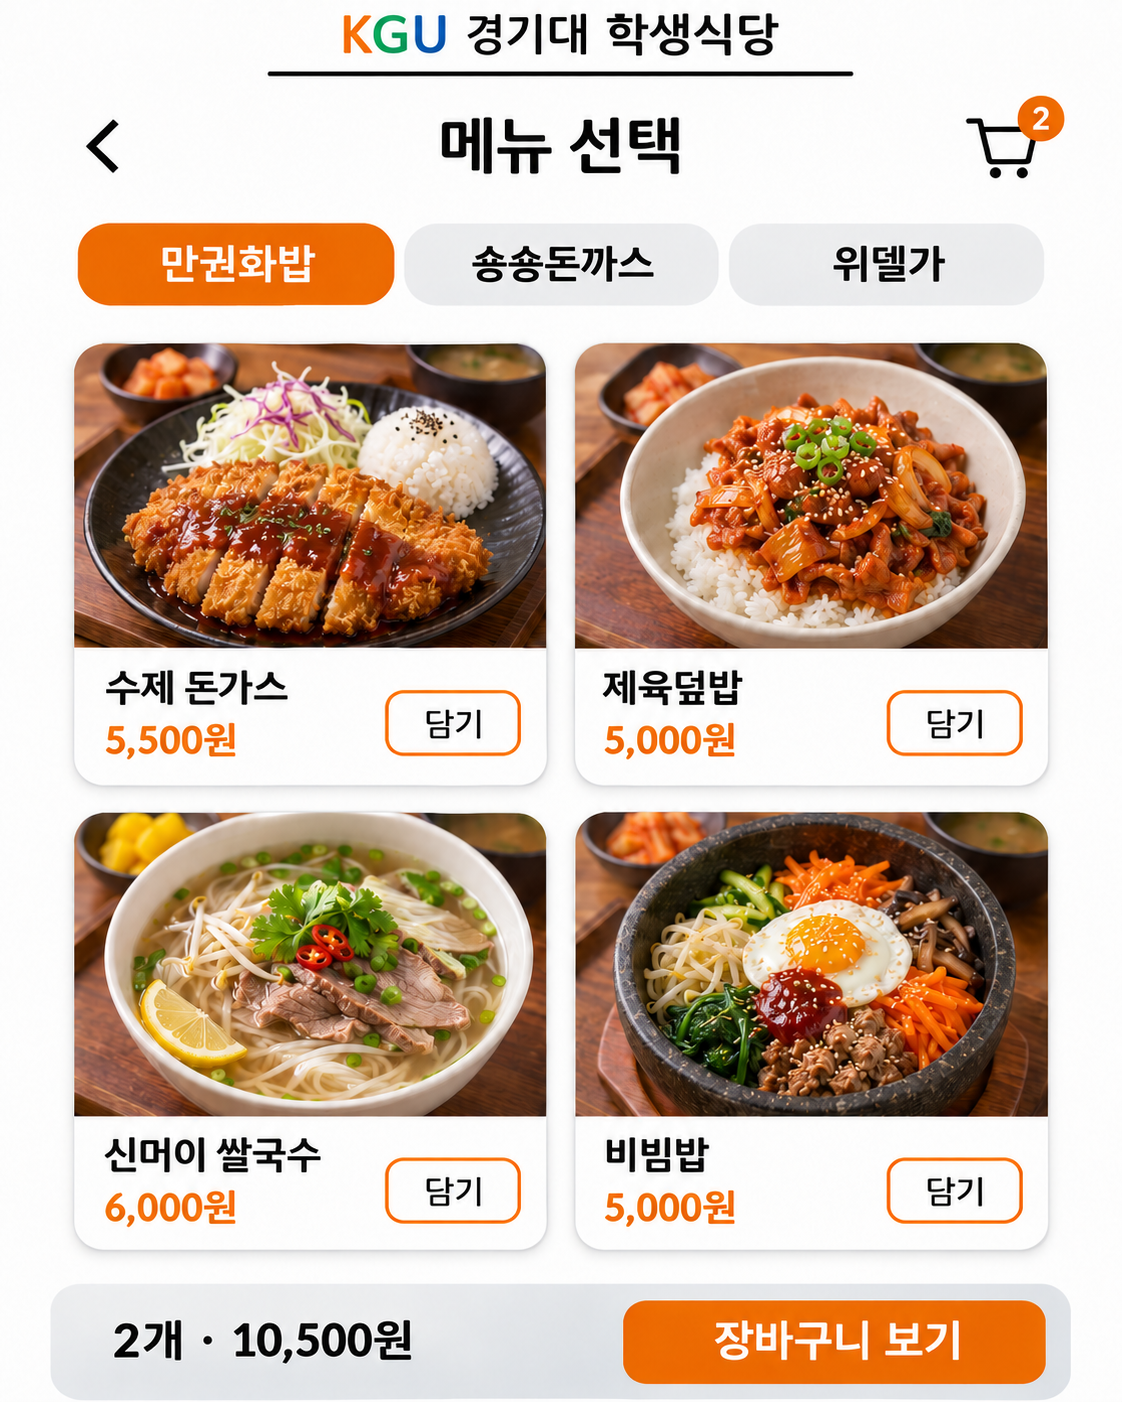 KGU 경기대 학생식당
메뉴 선택
2
만권화밥
숑숑돈까스
위델가
수제 돈가스
5,500원
담기
제육덮밥
5,000원
담기
신머이 쌀국수
6,000원
담기
비빔밥
5,000원
담기
2개 · 10,500원
장바구니 보기